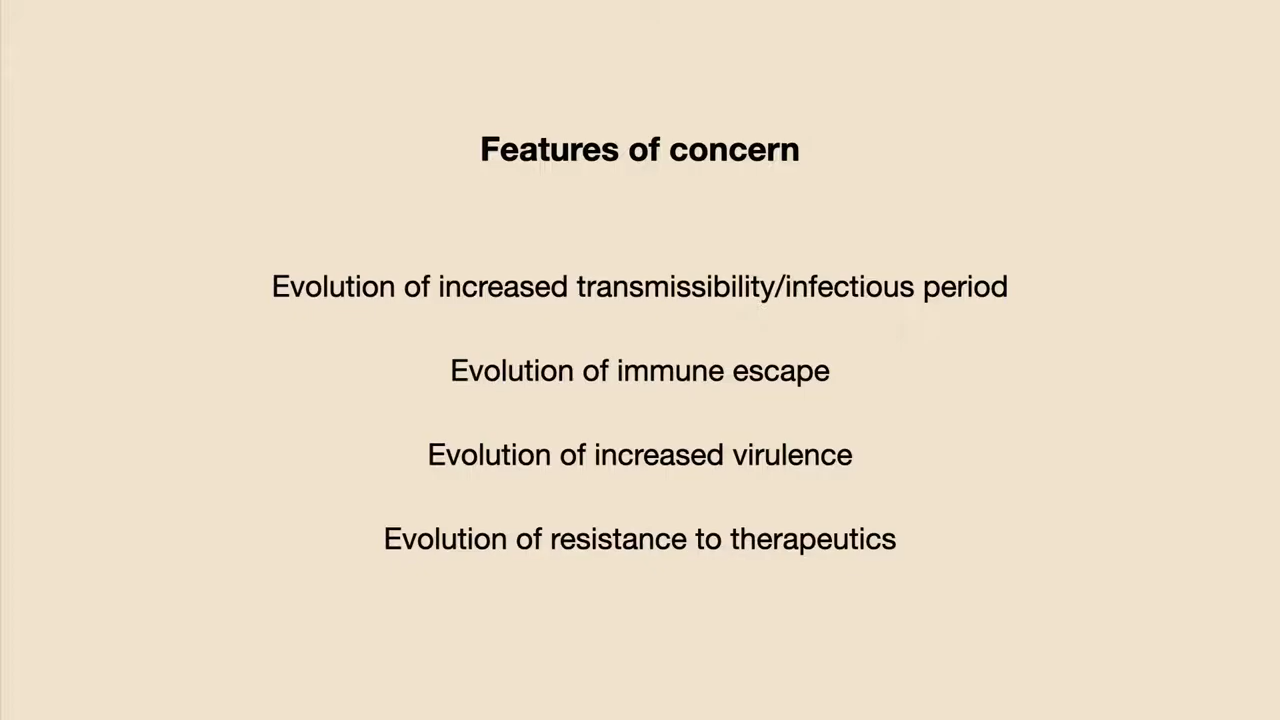 Features of concern
Evolution of increased transmissibility/infectious period
Evolution of immune escape
Evolution of increased virulence
Evolution of resistance to therapeutics